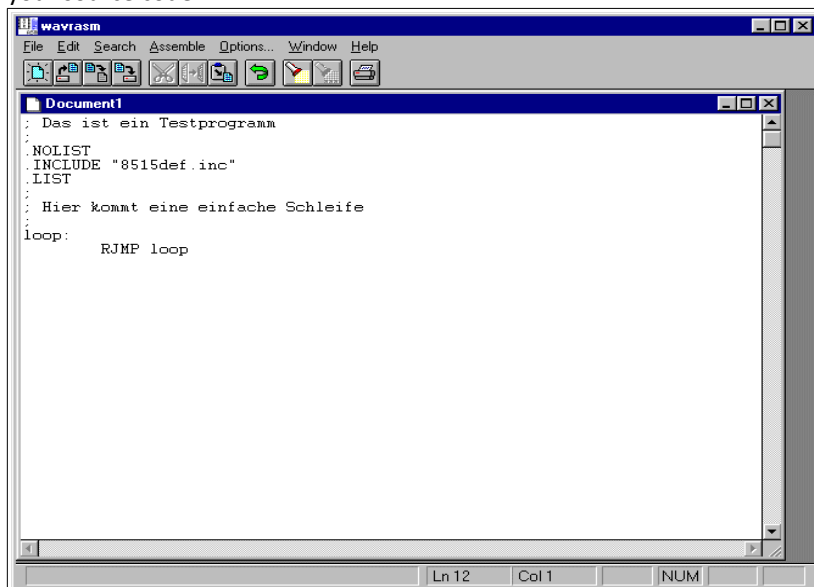 wavrasm
File Edit Search Assemble Options... Window Help
Document1
; Das ist ein Testprogramm
;
.NOLIST
.INCLUDE "8515def.inc"
.LIST
;
; Hier kommt eine einfache Schleife
;
loop:
RJMP loop
Ln 12 Col 1 NUM